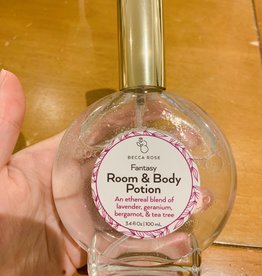 BECCA ROSE
Fantasy
Room & Body
Potion
An ethereal blend of
lavender, geranium,
bergamot, & tea tree
3.4 fl Oz | 100 mL